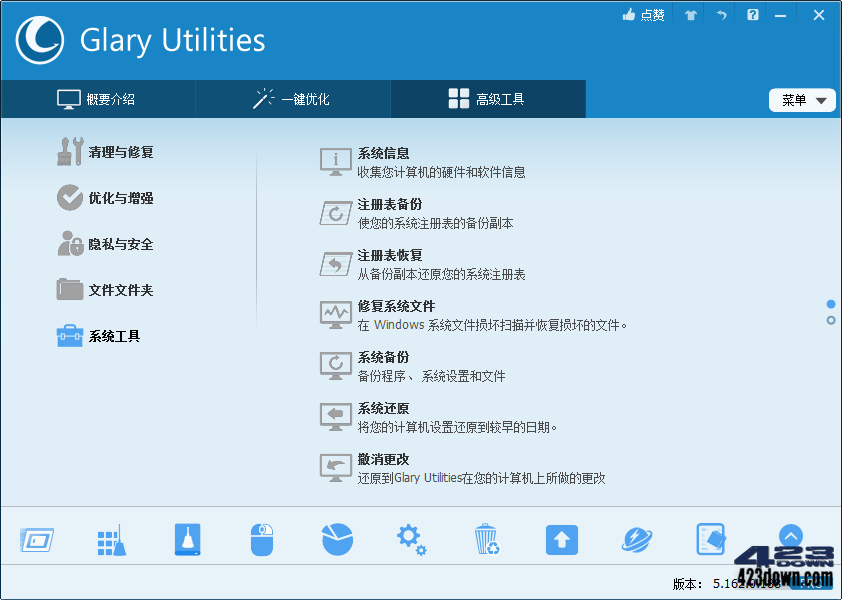 点赞
Glary Utilities
概要介绍
一键优化
高级工具
菜单
清理与修复
优化与增强
隐私与安全
文件文件夹
系统工具
系统信息
收集您计算机的硬件和软件信息
注册表备份
使您的系统注册表的备份副本
注册表恢复
从备份副本还原您的系统注册表
修复系统文件
在 Windows 系统文件损坏扫描并恢复损坏的文件。
系统备份
备份程序、系统设置和文件
系统还原
将您的计算机设置还原到较早的日期。
撤消更改
还原到Glary Utilities在您的计算机上所做的更改
423
DOWN
版本:
423down.com